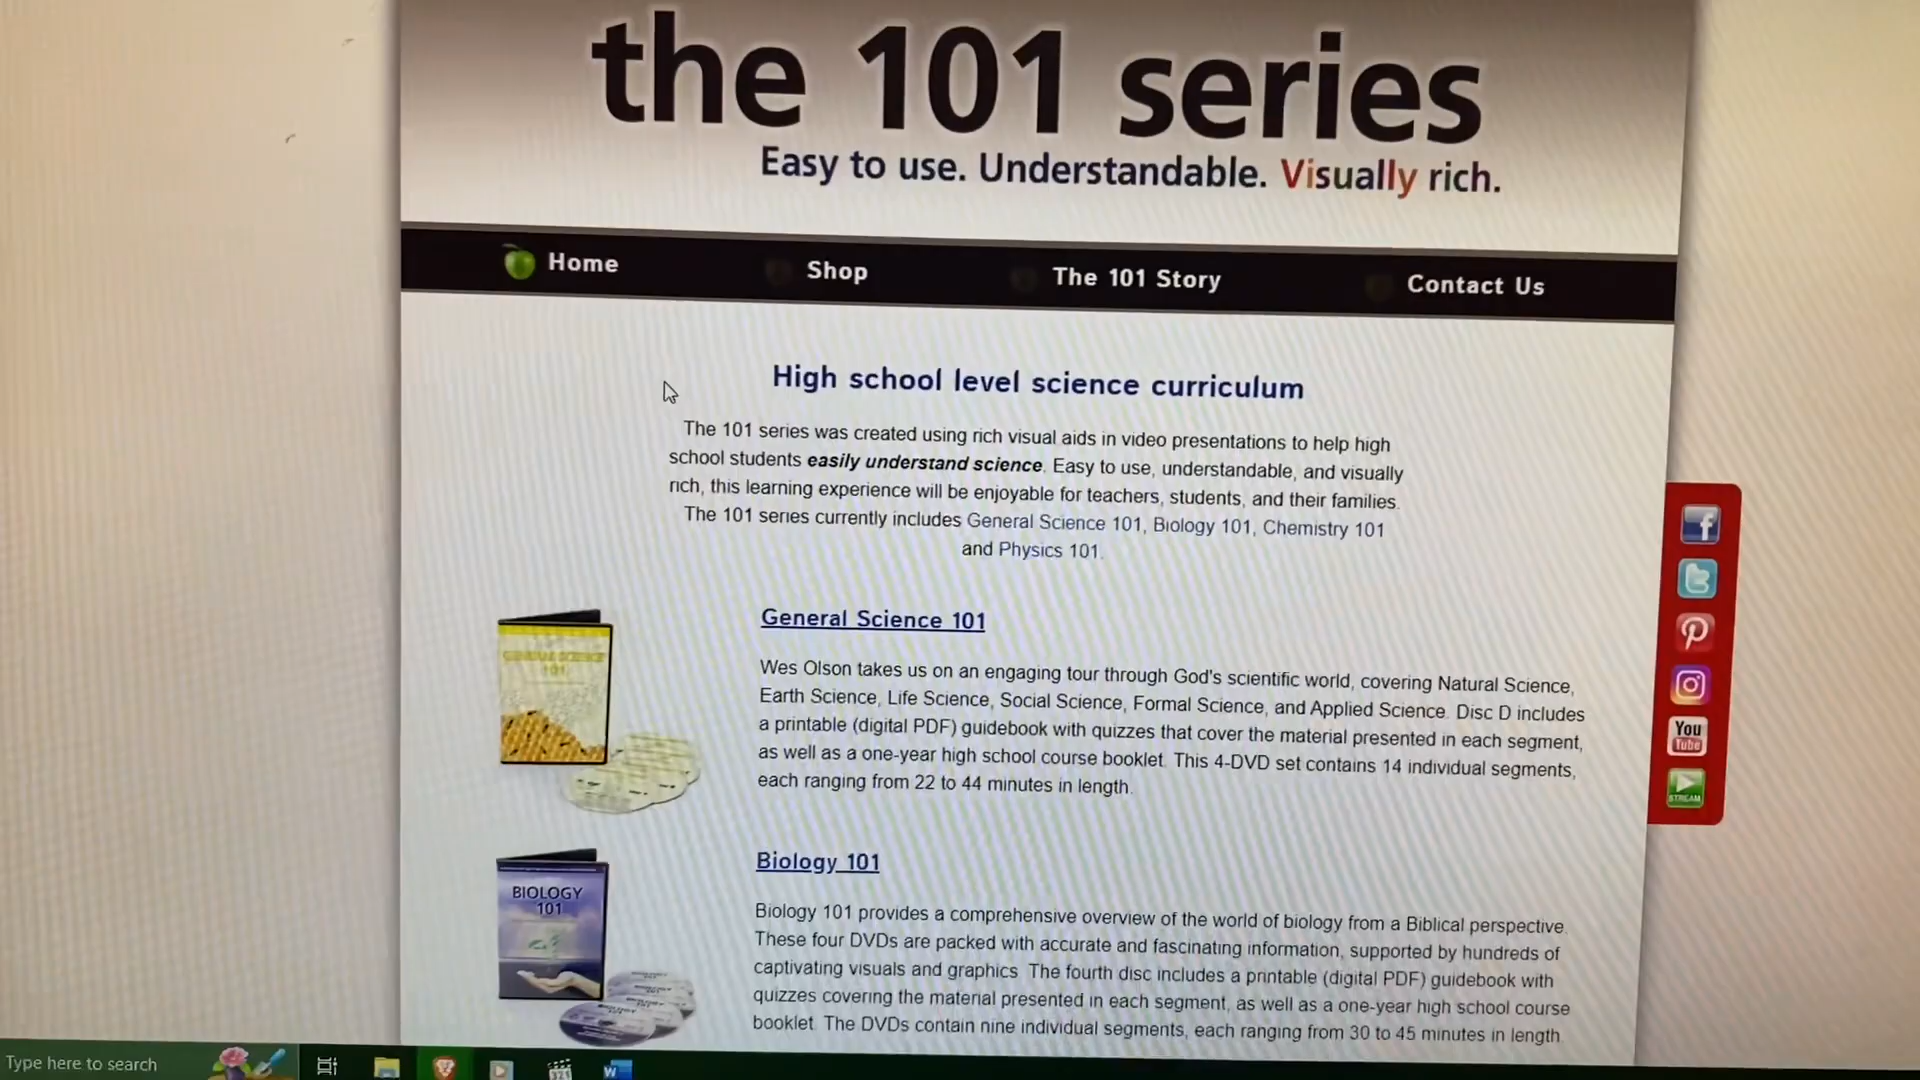 the 101 series
Easy to use. Understandable. Visually rich.
Home
Shop
The 101 Story
Contact Us
High school level science curriculum
The 101 series was created using rich visual aids in video presentations to help high
school students easily understand science. Easy to use, understandable, and visually
rich, this learning experience will be enjoyable for teachers, students, and their families.
The 101 series currently includes General Science 101, Biology 101, Chemistry 101
and Physics 101.
GENERAL SCIENCE
101
General Science 101
Wes Olson takes us on an engaging tour through God's scientific world, covering Natural Science,
Earth Science, Life Science, Social Science, Formal Science, and Applied Science. Disc D includes
a printable (digital PDF) guidebook with quizzes that cover the material presented in each segment,
as well as a one-year high school course booklet. This 4-DVD set contains 14 individual segments,
each ranging from 22 to 44 minutes in length.
BIOLOGY
101
Biology 101
Biology 101 provides a comprehensive overview of the world of biology from a Biblical perspective.
These four DVDs are packed with accurate and fascinating information, supported by hundreds of
captivating visuals and graphics. The fourth disc includes a printable (digital PDF) guidebook with
quizzes covering the material presented in each segment, as well as a one-year high school course
booklet. The DVDs contain nine individual segments, each ranging from 30 to 45 minutes in length.
You
Tube
STREAM
Type here to search